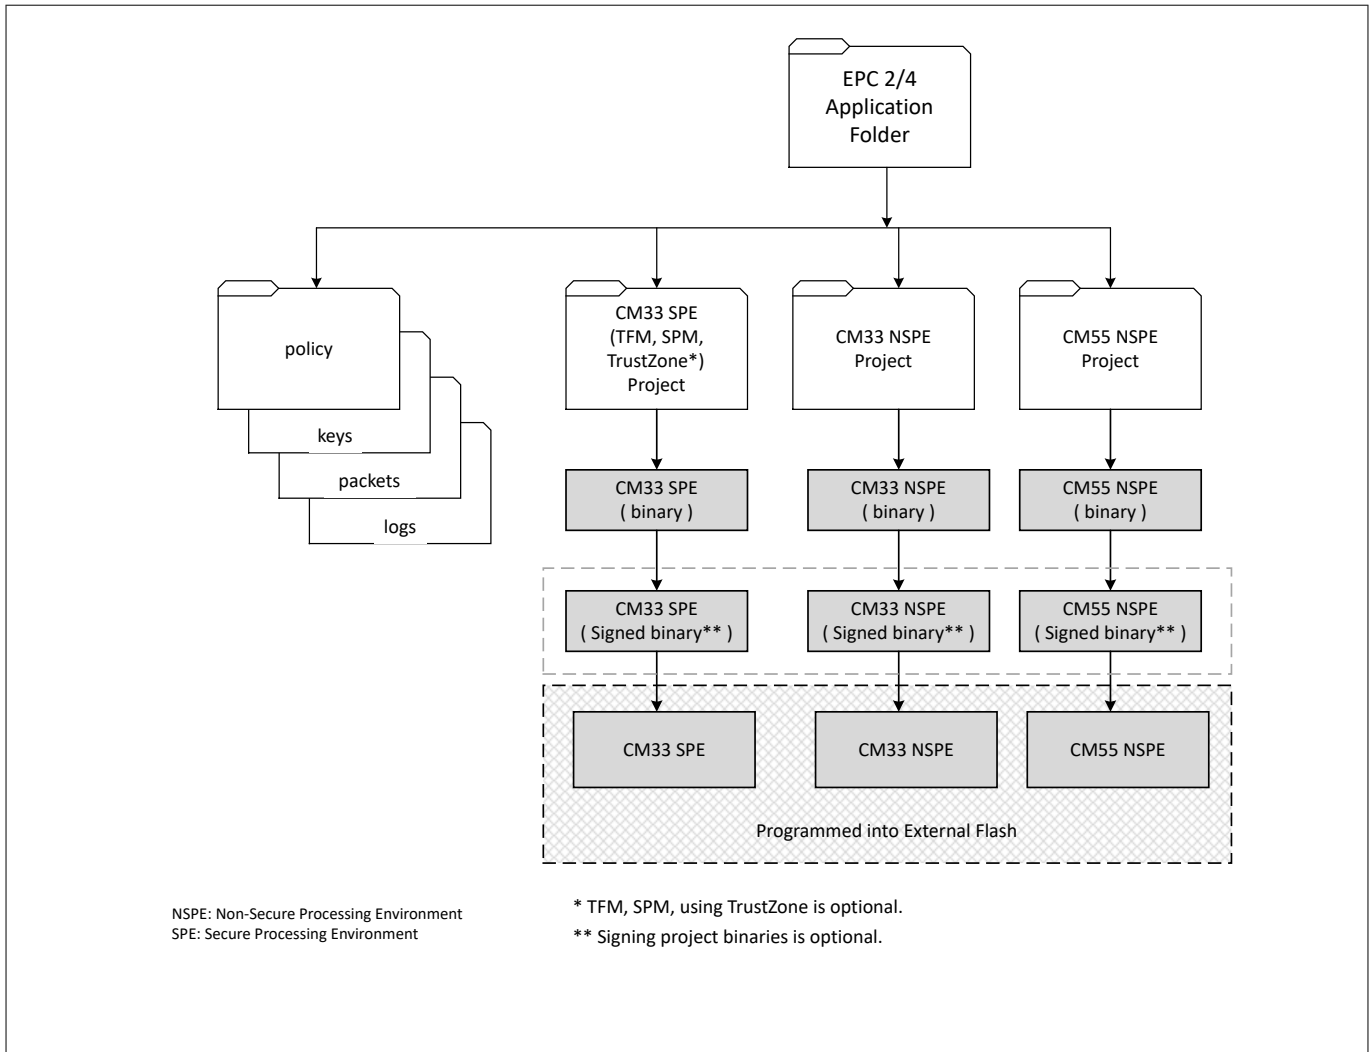 EPC 2/4
Application
Folder
policy
keys
packets
logs
CM33 SPE
(TFM, SPM,
TrustZone*)
Project
CM33 NSPE
Project
CM55 NSPE
Project
CM33 SPE
( binary )
CM33 NSPE
( binary )
CM55 NSPE
( binary )
CM33 SPE
( Signed binary** )
CM33 NSPE
( Signed binary** )
CM55 NSPE
( Signed binary** )
CM33 SPE
CM33 NSPE
CM55 NSPE
Programmed into External Flash
NSPE: Non-Secure Processing Environment
SPE: Secure Processing Environment
* TFM, SPM, using TrustZone is optional.
** Signing project binaries is optional.